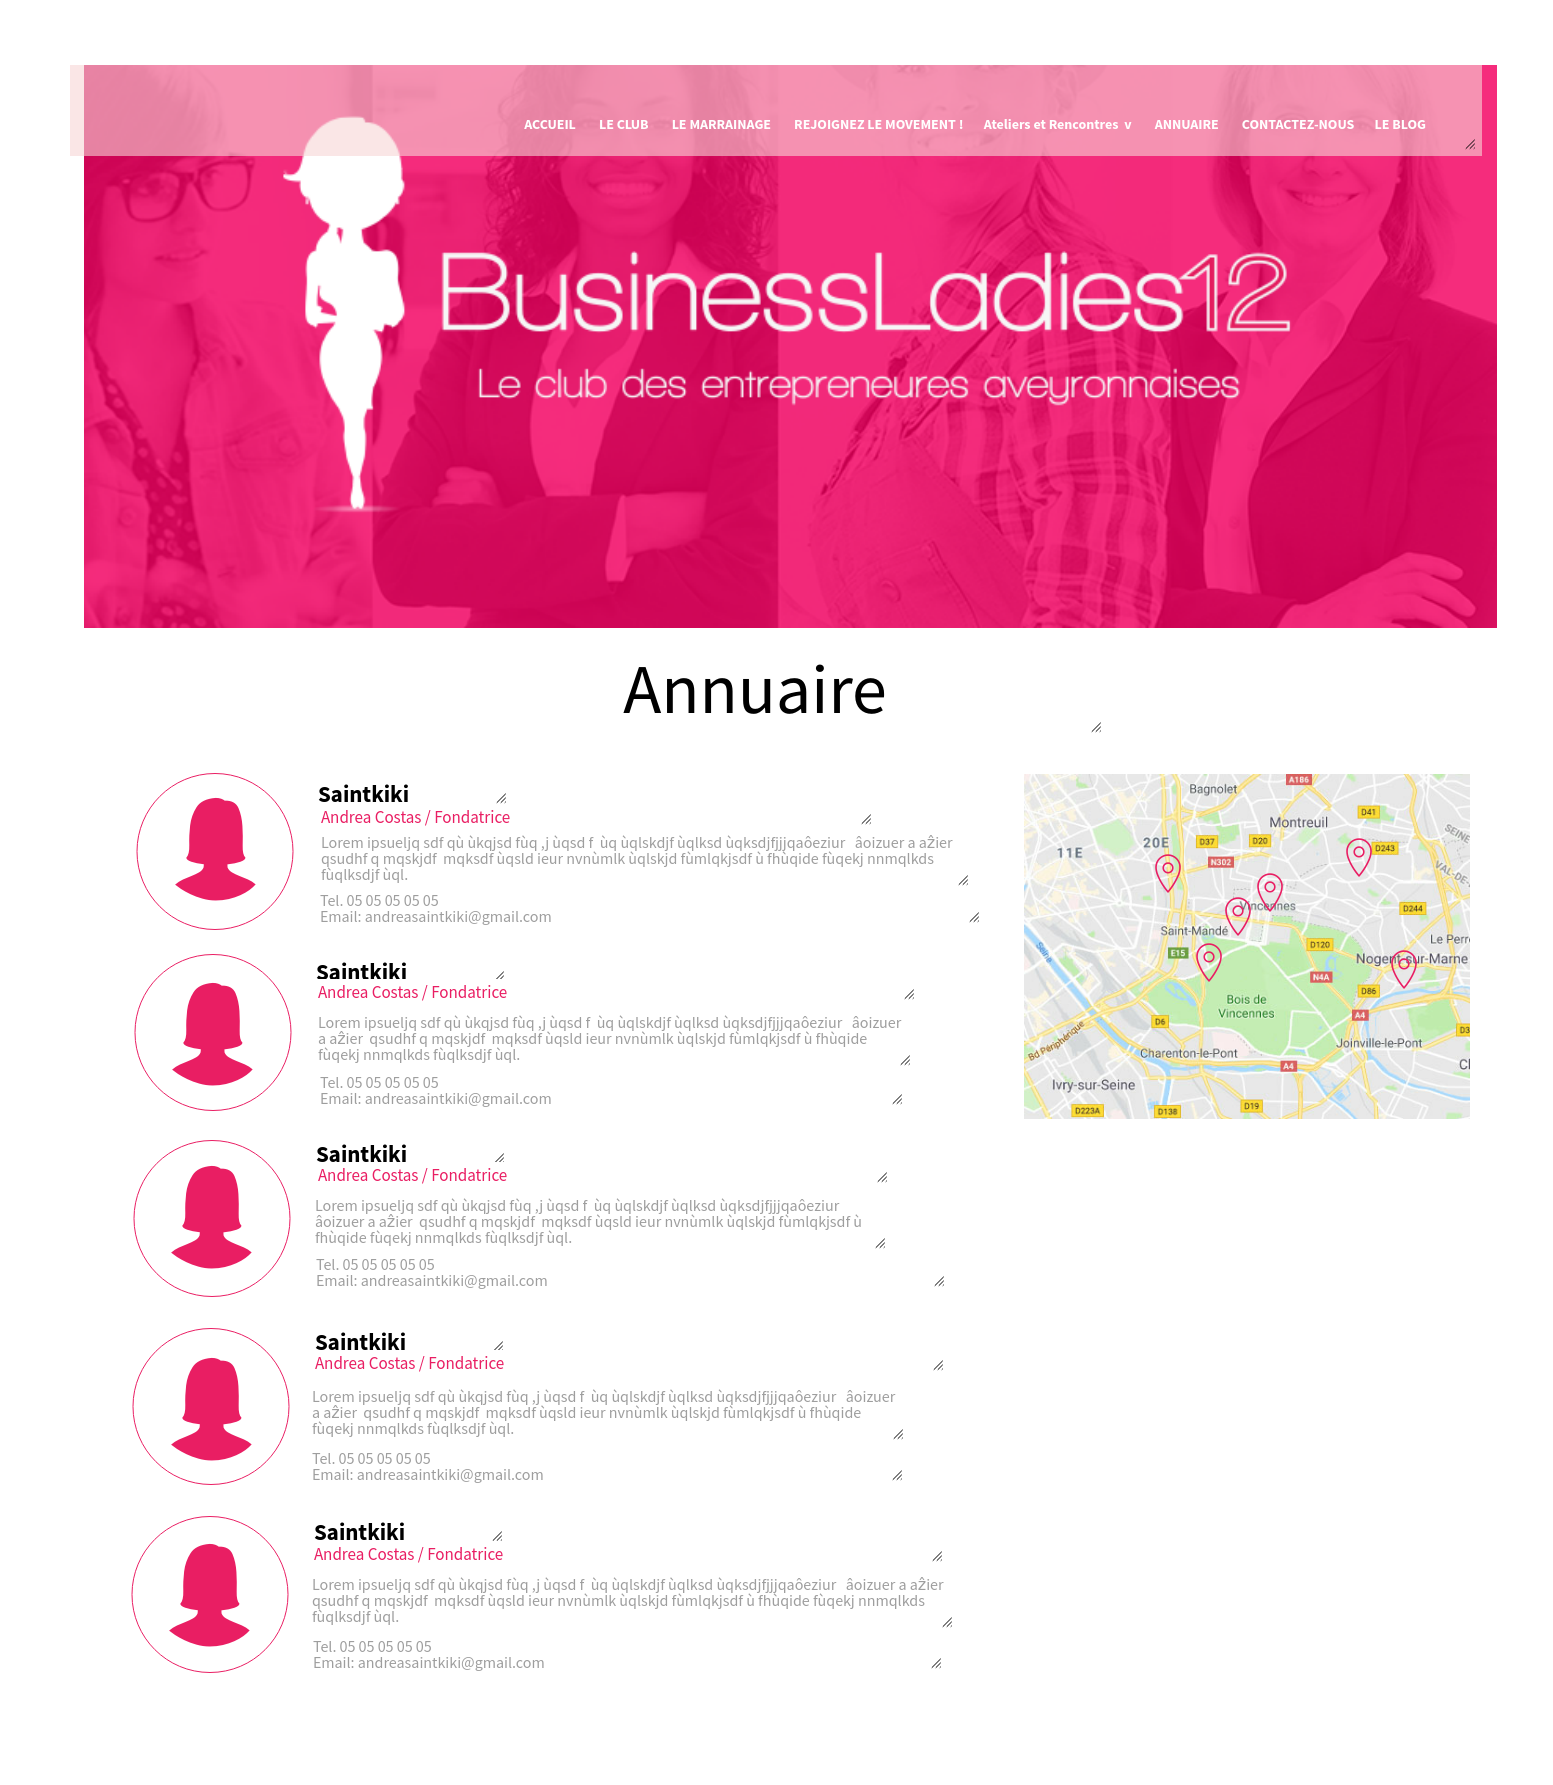 ACCUEIL LE CLUB LE MARRAINAGE REJOIGNEZ LE MOVEMENT ! Ateliers et Rencontres v ANNUAIRE CONTACTEZ-NOUS LE BLOG
BusinessLadies12
Le club des entrepreneures aveyronnaises
Annuaire
Saintkiki
Andrea Costas / Fondatrice
Lorem ipsueljq sdf qù ùkqjsd fùq ,j ùqsd f ùq ùqlskdjf ùqlksd ùqksdjfjjjqaôeziur âoizuer a aẑier
qsudhf q mqskjdf mqksdf ùqsld ieur nvnùmlk ùqlskjd fùmlqkjsdf ù fhùqide fùqekj nnmqlkds
fùqlksdjf ùql.
Tel. 05 05 05 05 05
Email: andreasaintkiki@gmail.com
Saintkiki
Andrea Costas / Fondatrice
Lorem ipsueljq sdf qù ùkqjsd fùq ,j ùqsd f ùq ùqlskdjf ùqlksd ùqksdjfjjjqaôeziur âoizuer
a aẑier qsudhf q mqskjdf mqksdf ùqsld ieur nvnùmlk ùqlskjd fùmlqkjsdf ù fhùqide
fùqekj nnmqlkds fùqlksdjf ùql.
Tel. 05 05 05 05 05
Email: andreasaintkiki@gmail.com
Saintkiki
Andrea Costas / Fondatrice
Lorem ipsueljq sdf qù ùkqjsd fùq ,j ùqsd f ùq ùqlskdjf ùqlksd ùqksdjfjjjqaôeziur
âoizuer a aẑier qsudhf q mqskjdf mqksdf ùqsld ieur nvnùmlk ùqlskjd fùmlqkjsdf ù
fhùqide fùqekj nnmqlkds fùqlksdjf ùql.
Tel. 05 05 05 05 05
Email: andreasaintkiki@gmail.com
Saintkiki
Andrea Costas / Fondatrice
Lorem ipsueljq sdf qù ùkqjsd fùq ,j ùqsd f ùq ùqlskdjf ùqlksd ùqksdjfjjjqaôeziur âoizuer
a aẑier qsudhf q mqskjdf mqksdf ùqsld ieur nvnùmlk ùqlskjd fùmlqkjsdf ù fhùqide
fùqekj nnmqlkds fùqlksdjf ùql.
Tel. 05 05 05 05 05
Email: andreasaintkiki@gmail.com
Saintkiki
Andrea Costas / Fondatrice
Lorem ipsueljq sdf qù ùkqjsd fùq ,j ùqsd f ùq ùqlskdjf ùqlksd ùqksdjfjjjqaôeziur âoizuer a aẑier
qsudhf q mqskjdf mqksdf ùqsld ieur nvnùmlk ùqlskjd fùmlqkjsdf ù fhùqide fùqekj nnmqlkds
fùqlksdjf ùql.
Tel. 05 05 05 05 05
Email: andreasaintkiki@gmail.com
A186
Bagnolet
D41
Montreuil
SEINE
20E
D37
D20
11E
D243
N302
VAL-DE-
Vincennes
D244
Saint-Mandé
Le Perre
D120
Seine
E15
Nogent-sur-Marne
N4A
D86
Bois de
Vincennes
A4
D6
D3
Bd Périphérique
Joinville-le-Pont
Charenton-le-Pont
A4
Ivry-sur-Seine
D19
D223A
D138